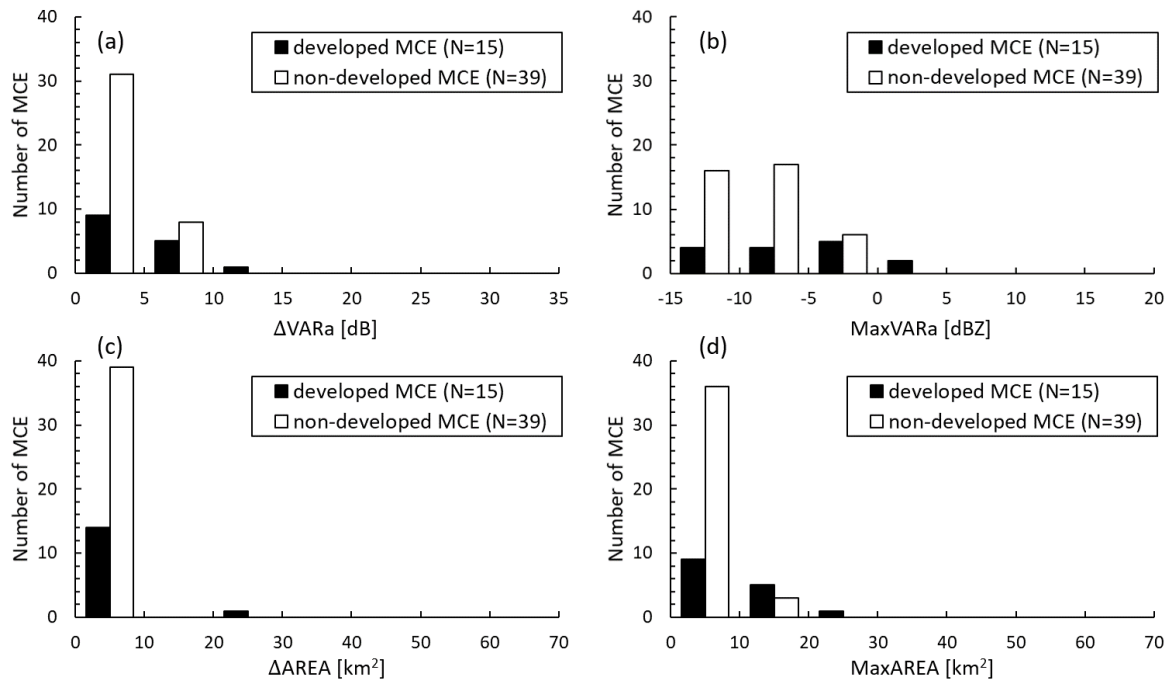 (a)
developed MCE (N=15)
non-developed MCE (N=39)
Number of MCE
40
30
20
10
0
0 5 10 15 20 20 30 35
ΔVARa [dB]
(b)
developed MCE (N=15)
non-developed MCE (N=39)
Number of MCE
40
30
20
10
0
-15 -10 -5 0 5 10 15 20
MaxVARa [dBZ]
(c)
developed MCE (N=15)
non-developed MCE (N=39)
Number of MCE
40
30
20
10
0
0 10 20 30 40 50 60 70
ΔAREA [km²]
(d)
developed MCE (N=15)
non-developed MCE (N=39)
Number of MCE
40
30
20
10
0
0 10 20 30 40 50 60 70
MaxAREA [km²]